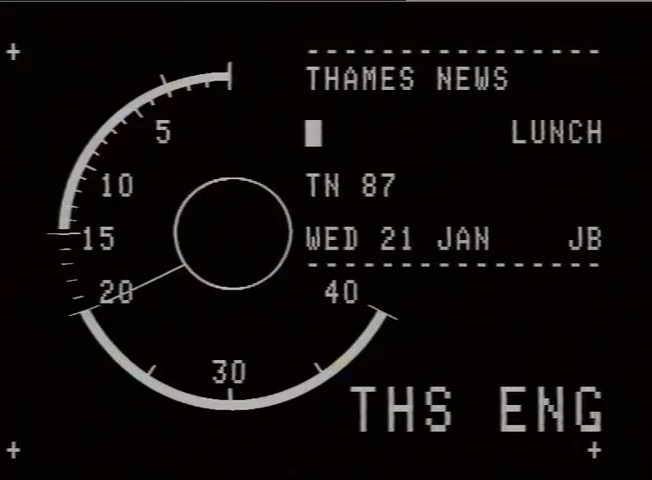 THAMES NEWS
LUNCH
TN 87
WED 21 JAN JB
5
10
15
20
30
40
THS ENG